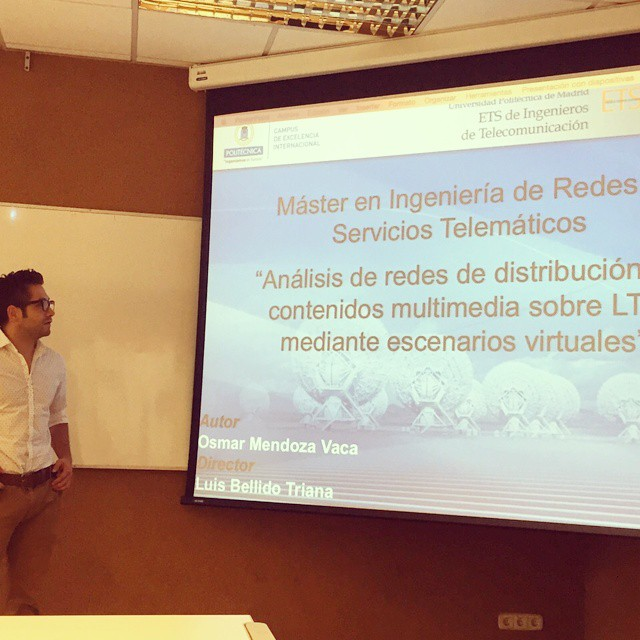 Universidad Politécnica de Madrid
ETS de Ingenieros
de Telecomunicación
ETS
POLITÉCNICA
CAMPUS
DE EXCELENCIA
INTERNACIONAL
Máster en Ingeniería de Redes
Servicios Telemáticos
“Análisis de redes de distribución
contenidos multimedia sobre LT
mediante escenarios virtuales”
Autor
Osmar Mendoza Vaca
Director
Luis Bellido Triana